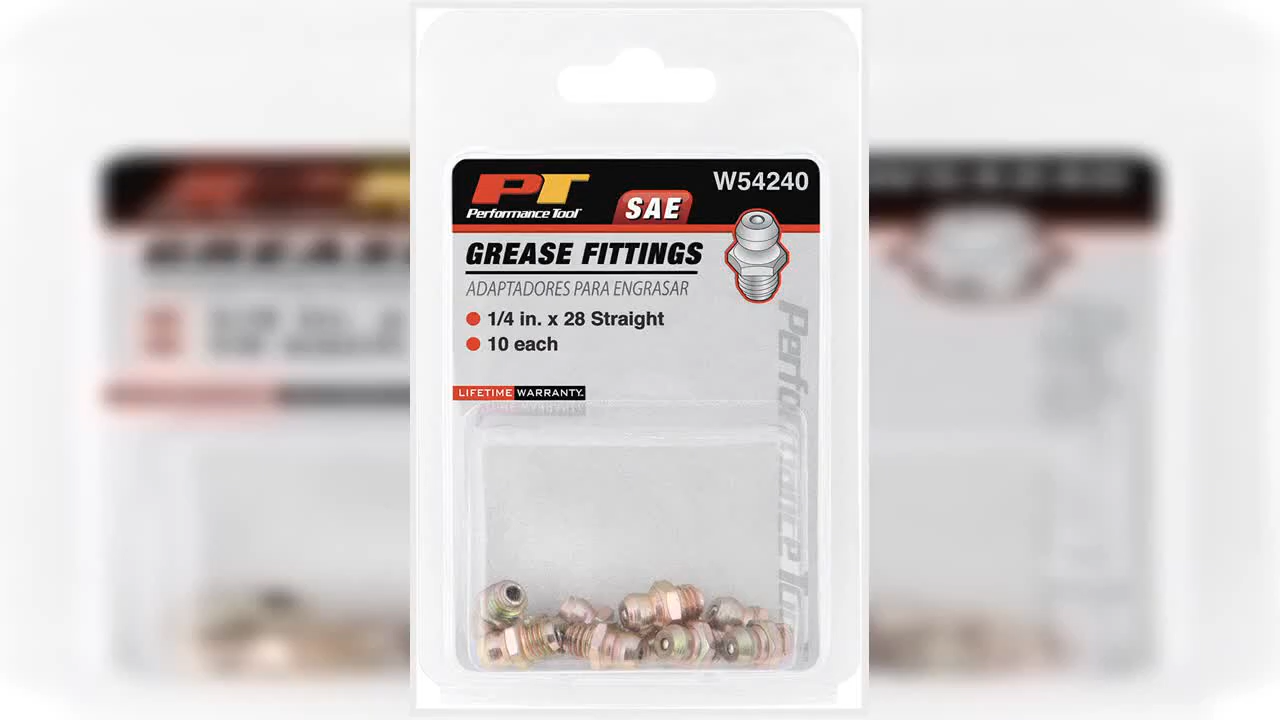 PT
Performance Tool
SAE
W54240
GREASE FITTINGS
ADAPTADORES PARA ENGRASAR
1/4 in. x 28 Straight
10 each
LIFETIME WARRANTY™
Performance Tool